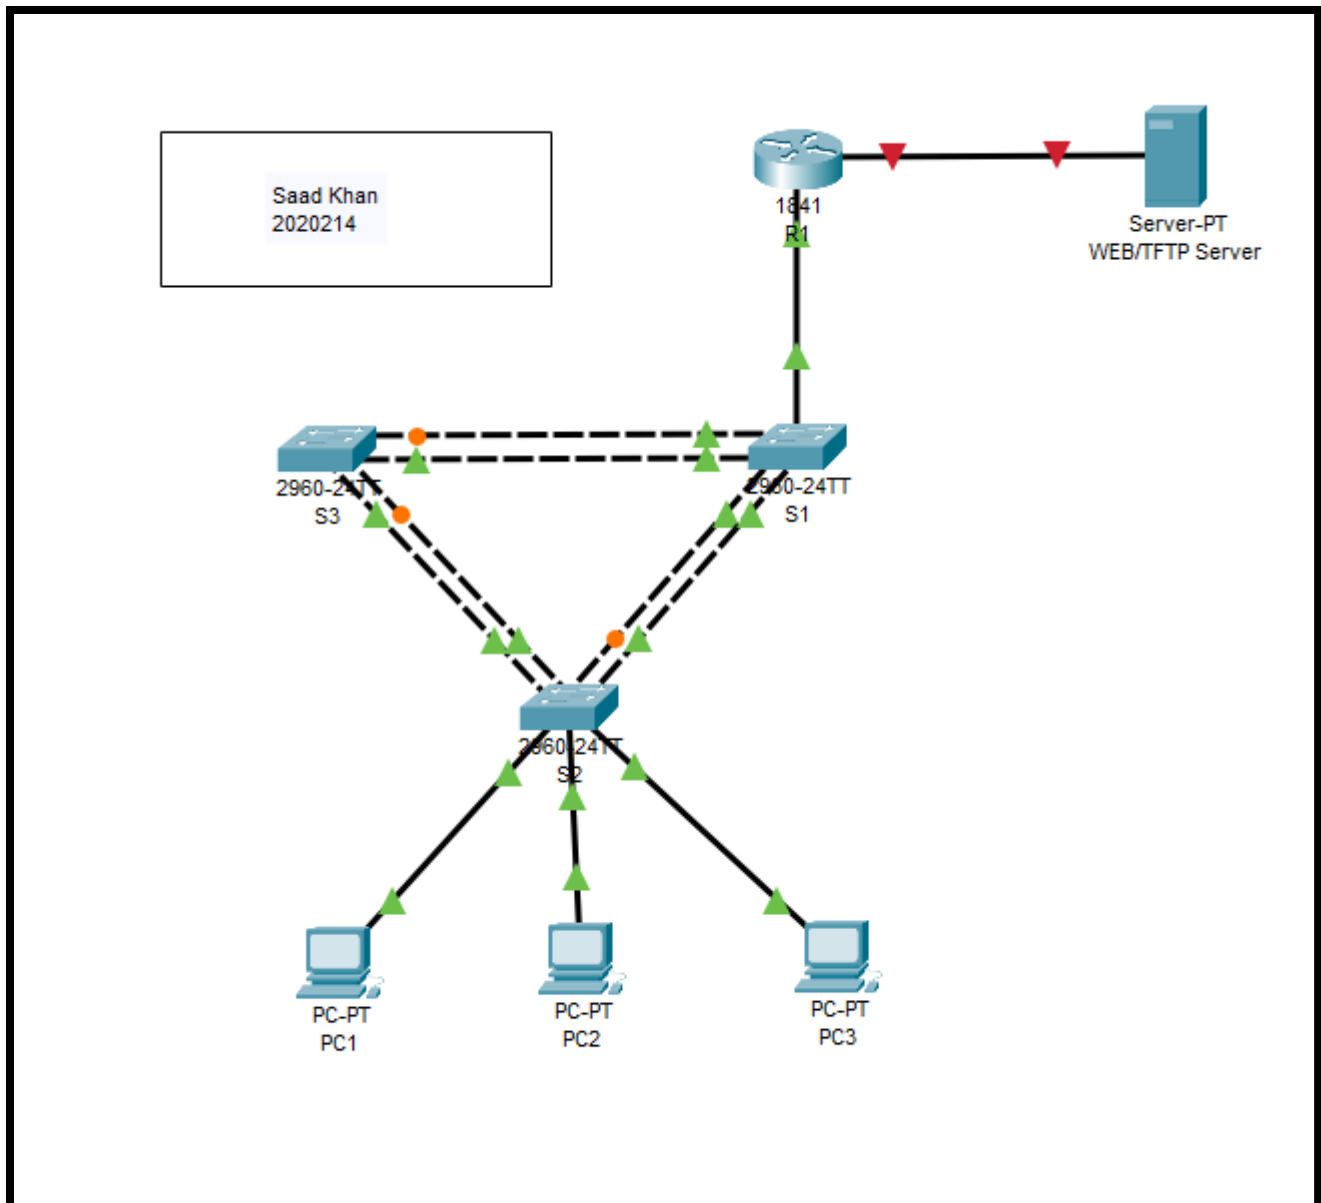 Saad Khan
2020214
1841
R1
Server-PT
WEB/TFTP Server
2960-24TT
S3
2960-24TT
S1
2960-24TT
S2
PC-PT
PC1
PC-PT
PC2
PC-PT
PC3